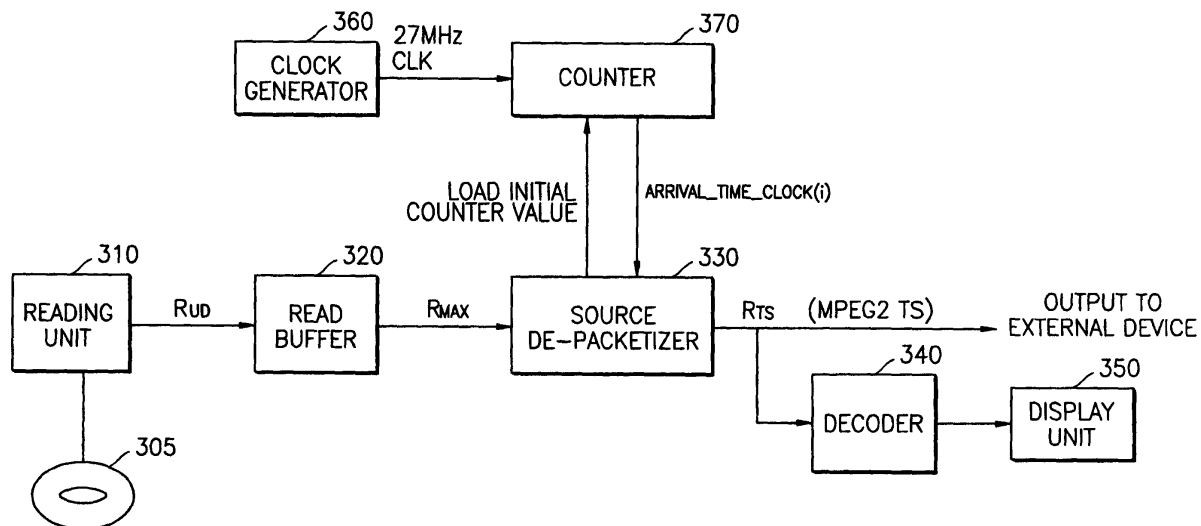 360
27MHz
CLK
370
CLOCK
GENERATOR
COUNTER
LOAD INITIAL
COUNTER VALUE
ARRIVAL_TIME_CLOCK(i)
310
320
330
READING
UNIT
RUD
READ
BUFFER
RMAX
SOURCE
DE-PACKETIZER
RTS (MPEG2 TS)
OUTPUT TO
EXTERNAL DEVICE
340
350
DECODER
DISPLAY
UNIT
305